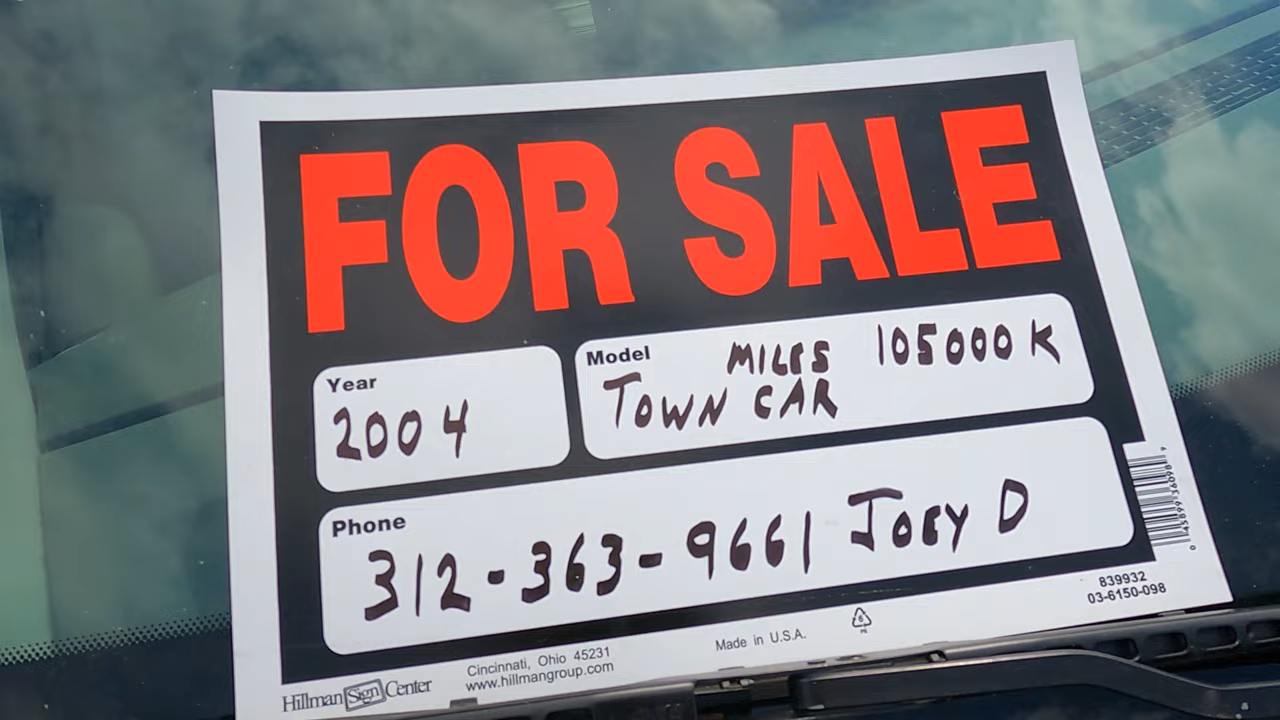 FOR SALE
Year
2004
Model
MILES 105000 K
TOWN CAR
Phone
312-363-9661 JOEY D
839932
03-6150-098
Made in U.S.A.
Cincinnati, Ohio 45231
www.hillmangroup.com
Hillman Sign Center